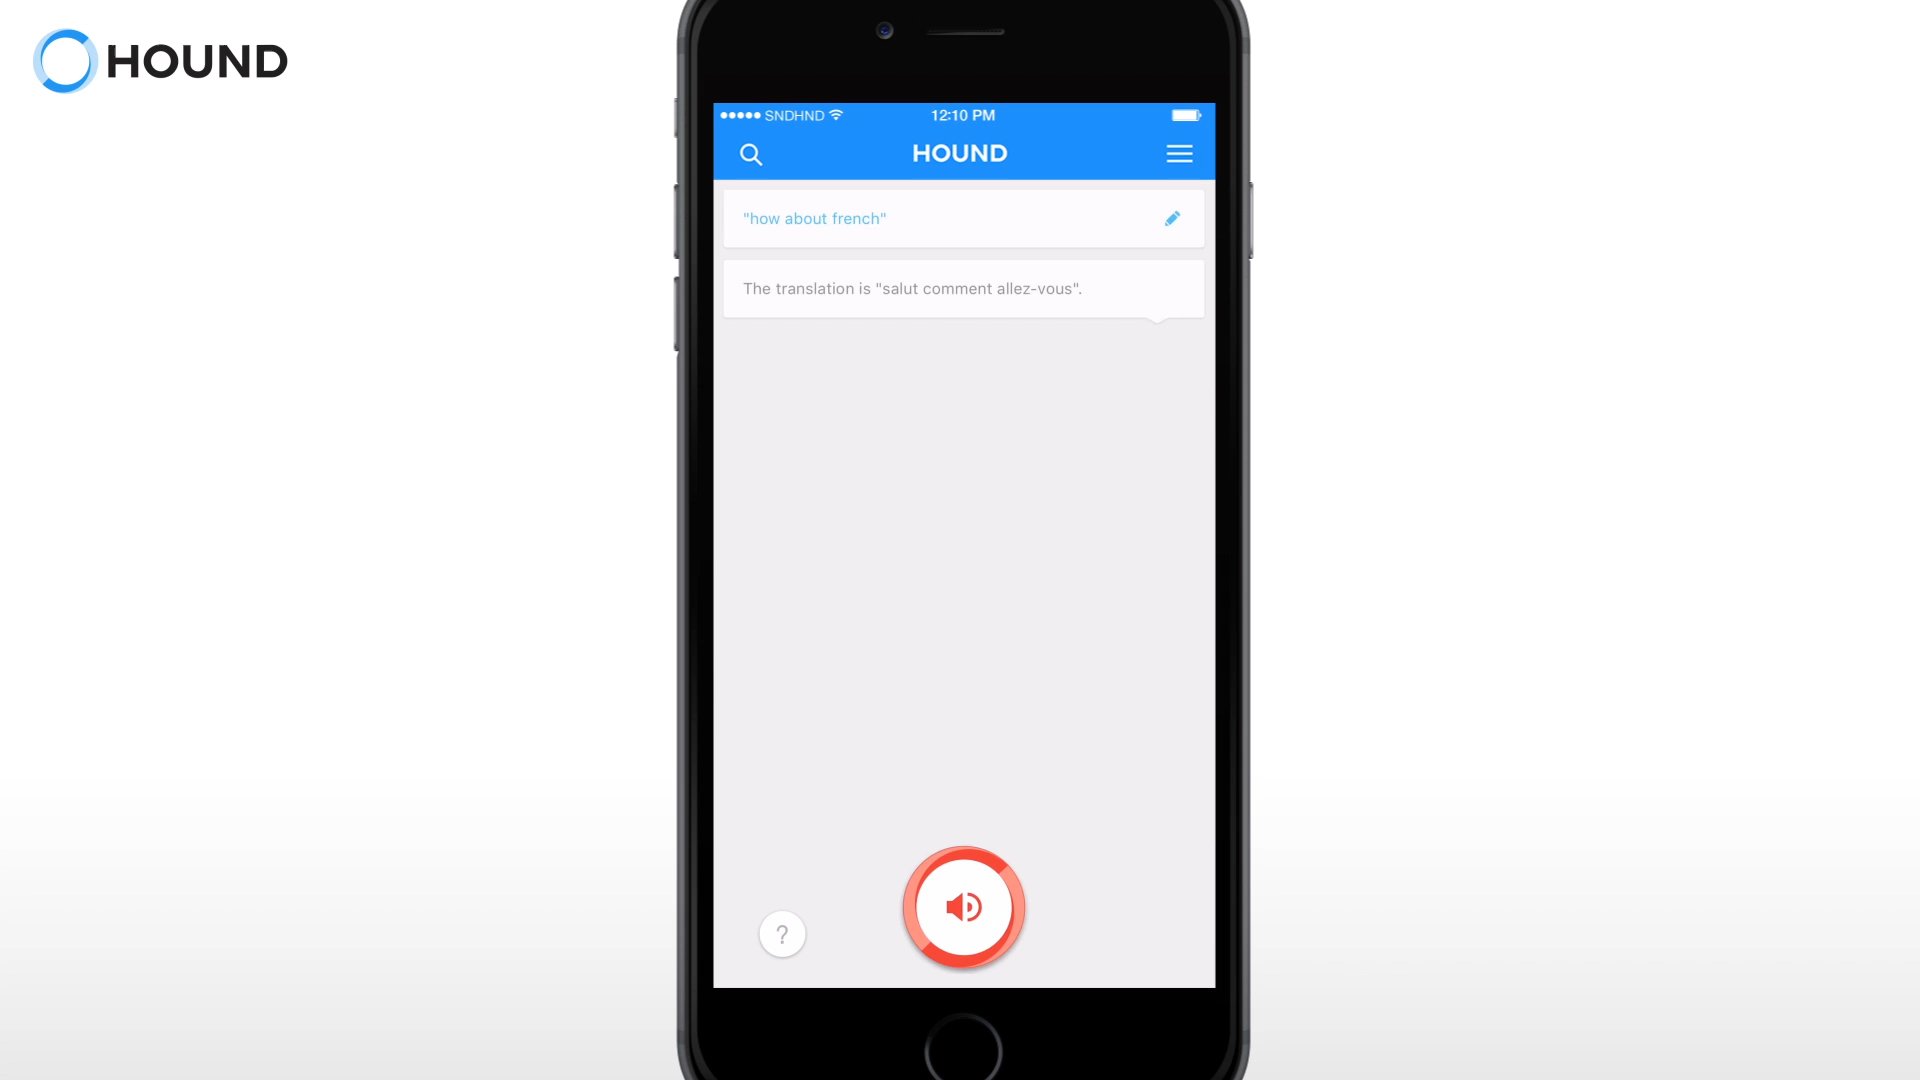 HOUND
SNDHND 12:10 PM
HOUND
"how about french"
The translation is "salut comment allez-vous".
?